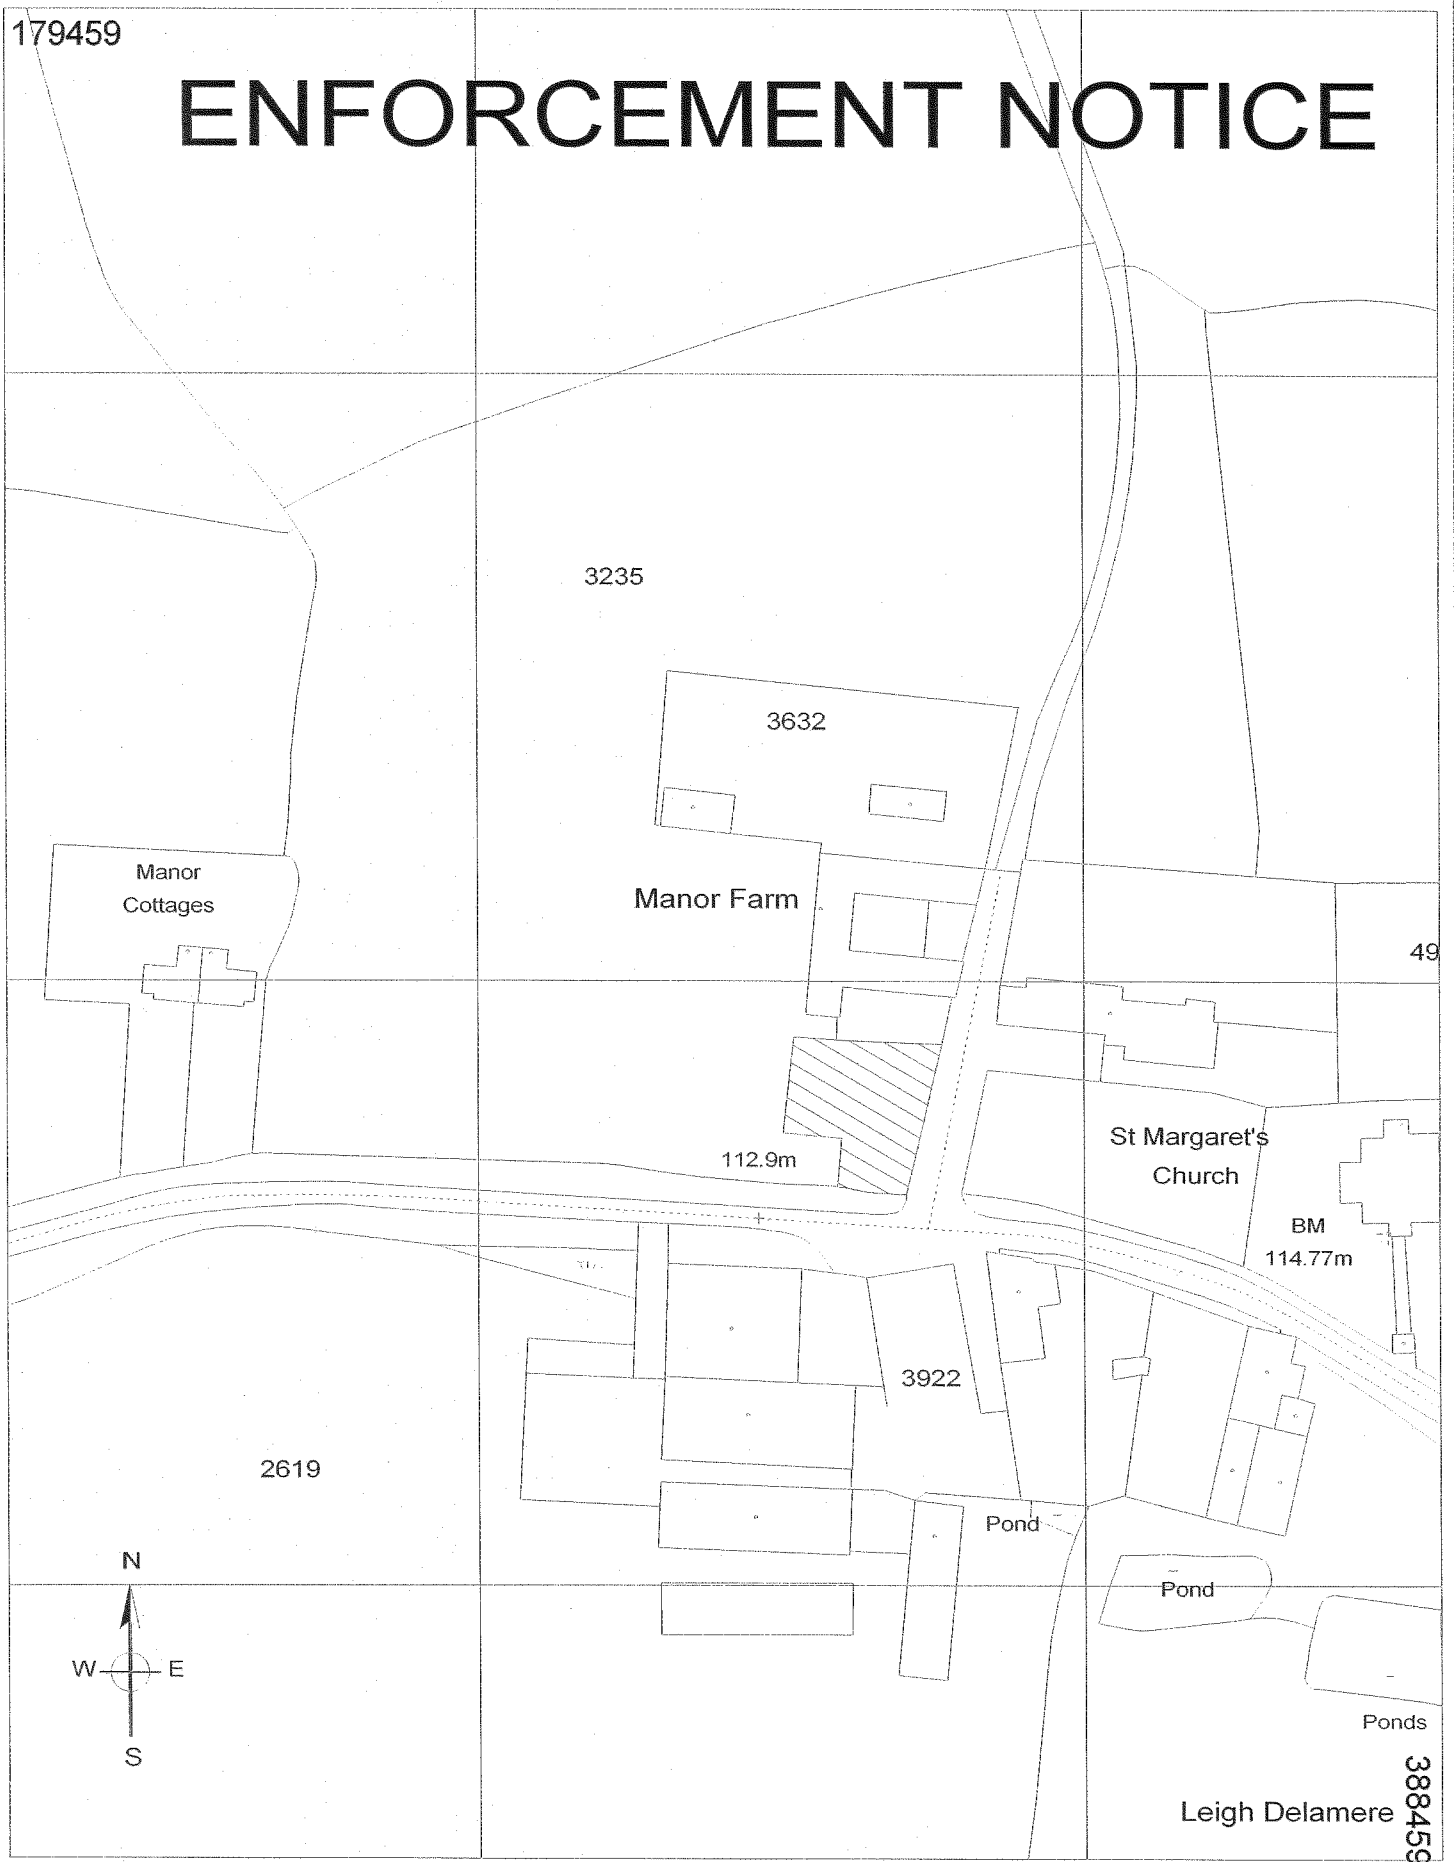 179459
ENFORCEMENT NOTICE
3235
3632
Manor
Cottages
Manor Farm
49
St Margaret's
Church
112.9m
BM
114.77m
3922
2619
Pond
N
Pond
W E
S
Ponds
Leigh Delamere
388459